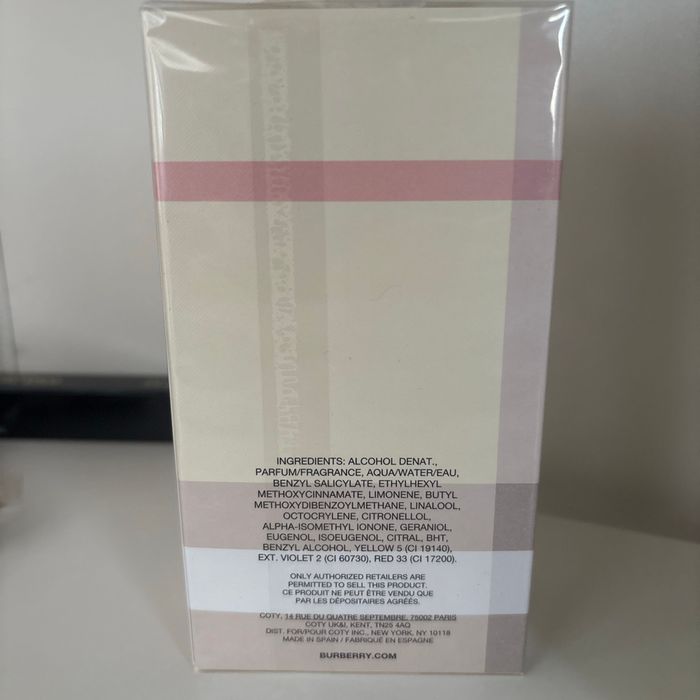 INGREDIENTS: ALCOHOL DENAT.,
PARFUM/FRAGRANCE, AQUA/WATER/EAU,
BENZYL SALICYLATE, ETHYLHEXYL
METHOXYCINNAMATE, LIMONENE, BUTYL
METHOXYDIBENZOYLMETHANE, LINALOOL,
OCTOCRYLENE, CITRONELLOL,
ALPHA-ISOMETHYL IONONE, GERANIOL,
EUGENOL, ISOEUGENOL, CITRAL, BHT,
BENZYL ALCOHOL, YELLOW 5 (CI 19140),
EXT. VIOLET 2 (CI 60730), RED 33 (CI 17200).
ONLY AUTHORIZED RETAILERS ARE
PERMITTED TO SELL THIS PRODUCT.
CE PRODUIT NE PEUT ÊTRE VENDU QUE
PAR LES DÉPOSITAIRES AGRÉÉS.
COTY, 14 RUE DU QUATRE SEPTEMBRE, 75002 PARIS
COTY UK&I, KENT, TN25 4AQ
DIST. FOR/POUR COTY INC., NEW YORK, NY 10118
MADE IN SPAIN / FABRIQUÉ EN ESPAGNE
BURBERRY.COM